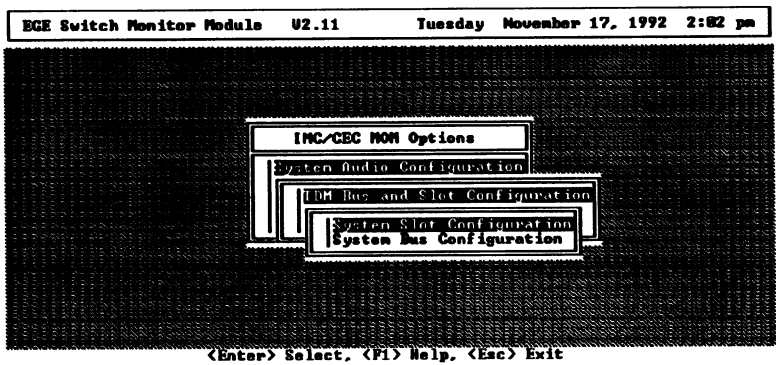 EGE Switch Monitor Module V2.11 Tuesday November 17, 1992 2:02 pm
IMC/CEC MOM Options
System Audio Configuration
TDM Bus and Slot Configuration
System Slot Configuration
System Bus Configuration
<Enter> Select, <F1> Help, <Esc> Exit